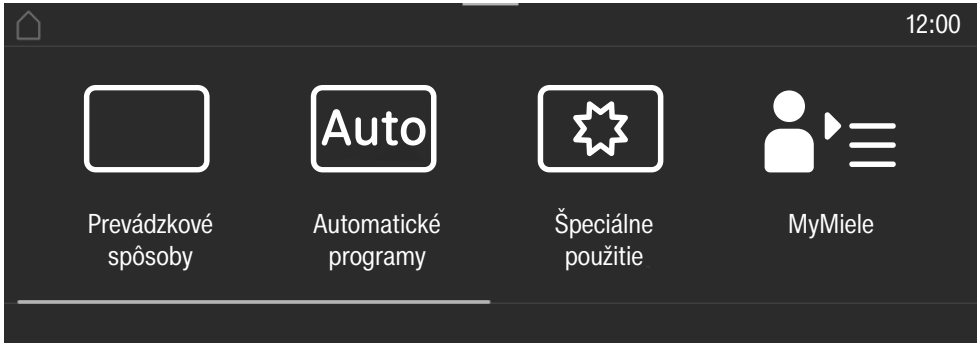 12:00
Auto
Prevádzkové
spôsoby
Automatické
programy
Špeciálne
použitie
MyMiele